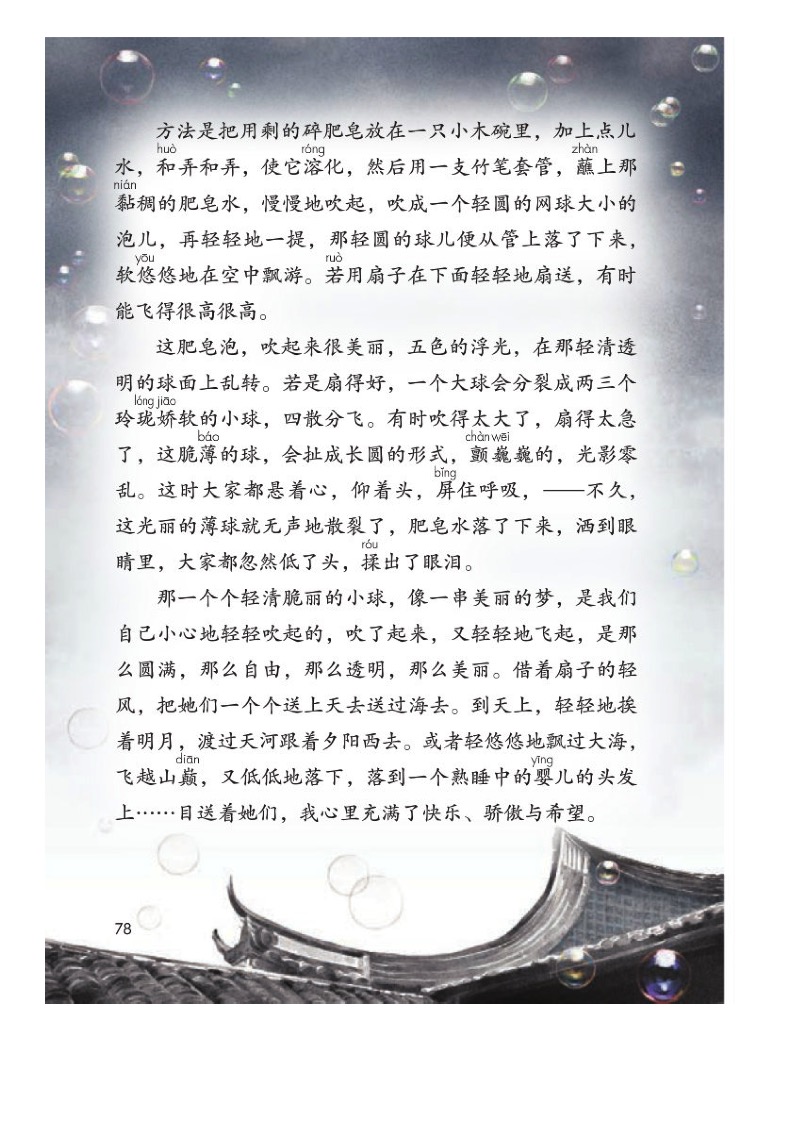 方法是把用剩的碎肥皂放在一只小木碗里，加上点儿
huò róng zhàn
水，和弄和弄，使它溶化，然后用一支竹笔套管，蘸上那
nián
黏稠的肥皂水，慢慢地吹起，吹成一个轻圆的网球大小的
泡儿，再轻轻地一提，那轻圆的球儿便从管上落了下来，
yōu ruò
软悠悠地在空中飘游。若用扇子在下面轻轻地扇送，有时
能飞得很高很高。
这肥皂泡，吹起来很美丽，五色的浮光，在那轻清透
明的球面上乱转。若是扇得好，一个大球会分裂成两三个
lóng jiāo
玲珑娇软的小球，四散分飞。有时吹得太大了，扇得太急
báo chàn wēi
了，这脆薄的球，会扯成长圆的形式，颤巍巍的，光影零
bǐng
乱。这时大家都悬着心，仰着头，屏住呼吸，——不久，
这光丽的薄球就无声地散裂了，肥皂水落了下来，洒到眼
róu
睛里，大家都忽然低了头，揉出了眼泪。
那一个个轻清脆丽的小球，像一串美丽的梦，是我们
自己小心地轻轻吹起的，吹了起来，又轻轻地飞起，是那
么圆满，那么自由，那么透明，那么美丽。借着扇子的轻
风，把她们一个个送上天去送过海去。到天上，轻轻地挨
着明月，渡过天河跟着夕阳西去。或者轻悠悠地飘过大海，
diān yīng
飞越山巅，又低低地落下，落到一个熟睡中的婴儿的头发
上……目送着她们，我心里充满了快乐、骄傲与希望。
78